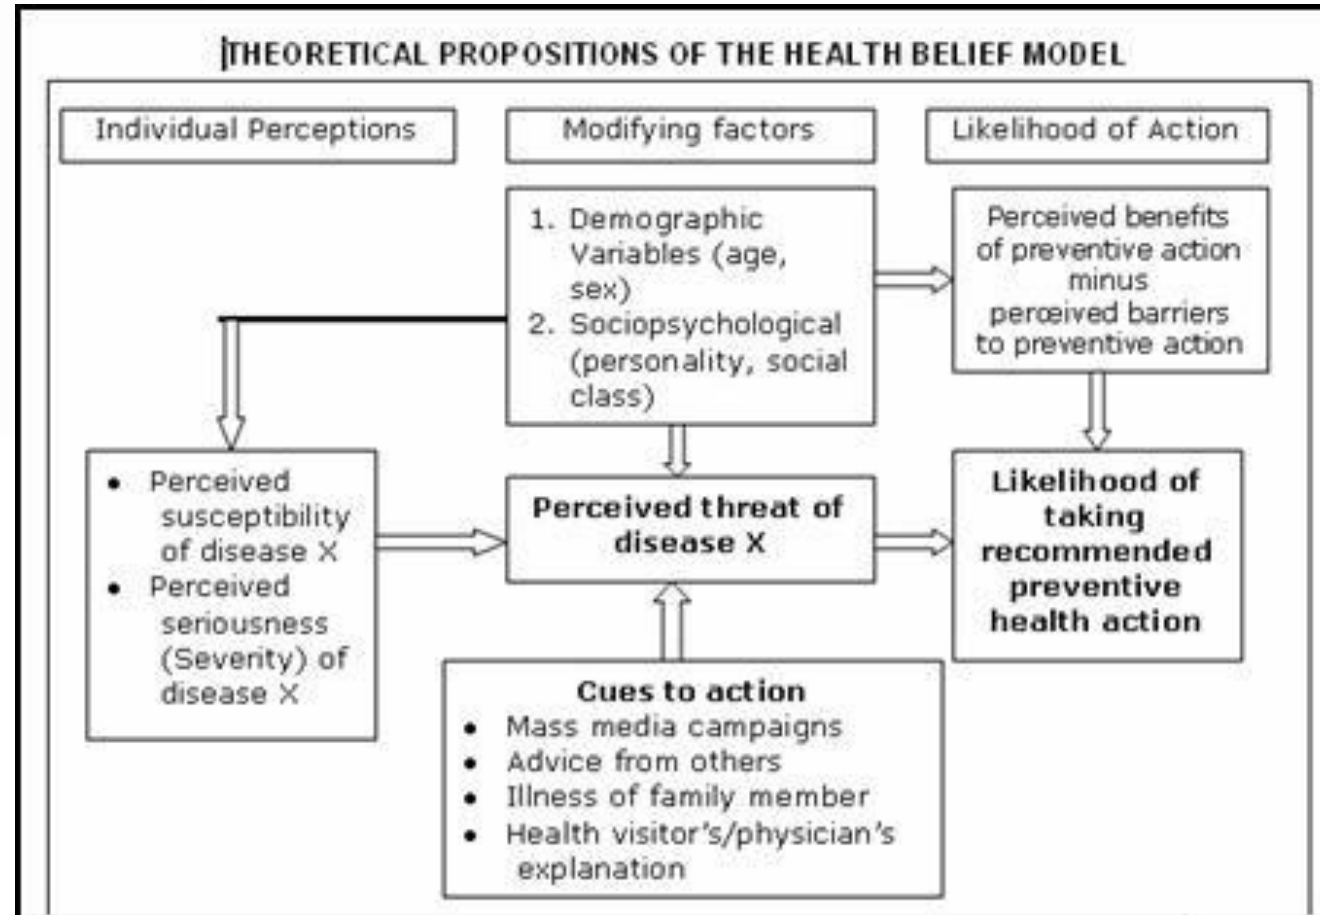 THEORETICAL PROPOSITIONS OF THE HEALTH BELIEF MODEL
Individual Perceptions
Modifying factors
Likelihood of Action
1. Demographic
Variables (age,
sex)
2. Sociopsychological
(personality, social
class)
Perceived benefits
of preventive action
minus
perceived barriers
to preventive action
• Perceived
susceptibility
of disease X
• Perceived
seriousness
(Severity) of
disease X
Perceived threat of
disease X
Likelihood of
taking
recommended
preventive
health action
Cues to action
• Mass media campaigns
• Advice from others
• Illness of family member
• Health visitor's/physician's
explanation